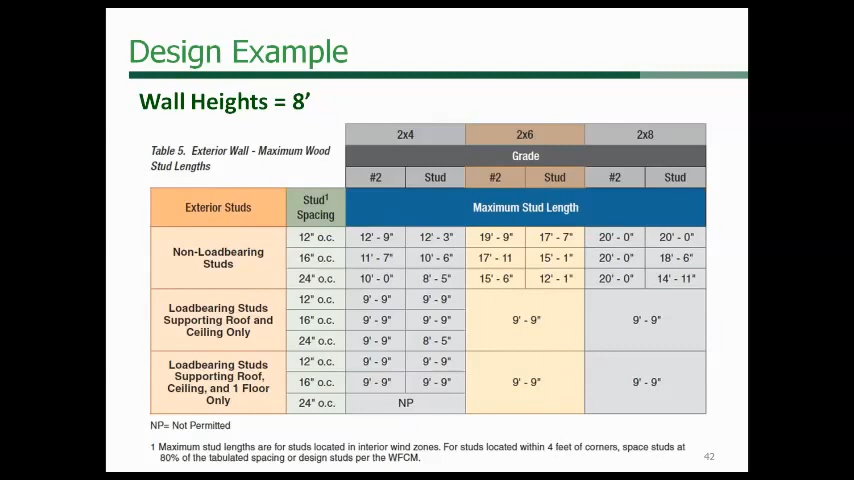 Design Example
Wall Heights = 8’
Table 5. Exterior Wall - Maximum Wood
Stud Lengths
2x4 2x6 2x8
Grade
#2 Stud #2 Stud #2 Stud
Exterior Studs Stud1 Spacing Maximum Stud Length
Non-Loadbearing Studs
12" o.c. 12' - 9" 12' - 3" 19' - 9" 17' - 7" 20' - 0" 20' - 0"
16" o.c. 11' - 7" 10' - 6" 17' - 11 15' - 1" 20' - 0" 18' - 6"
24" o.c. 10' - 0" 8' - 5" 15' - 6" 12' - 1" 20' - 0" 14' - 11"
Loadbearing Studs
Supporting Roof and
Ceiling Only
12" o.c. 9' - 9" 9' - 9"
16" o.c. 9' - 9" 9' - 9" 9' - 9" 9' - 9"
24" o.c. 9' - 9" 8' - 5"
Loadbearing Studs
Supporting Roof,
Ceiling, and 1 Floor
Only
12" o.c. 9' - 9" 9' - 9"
16" o.c. 9' - 9" 9' - 9" 9' - 9" 9' - 9"
24" o.c. NP
NP= Not Permitted
1 Maximum stud lengths are for studs located in interior wind zones. For studs located within 4 feet of corners, space studs at
80% of the tabulated spacing or design studs per the WFCM.
42